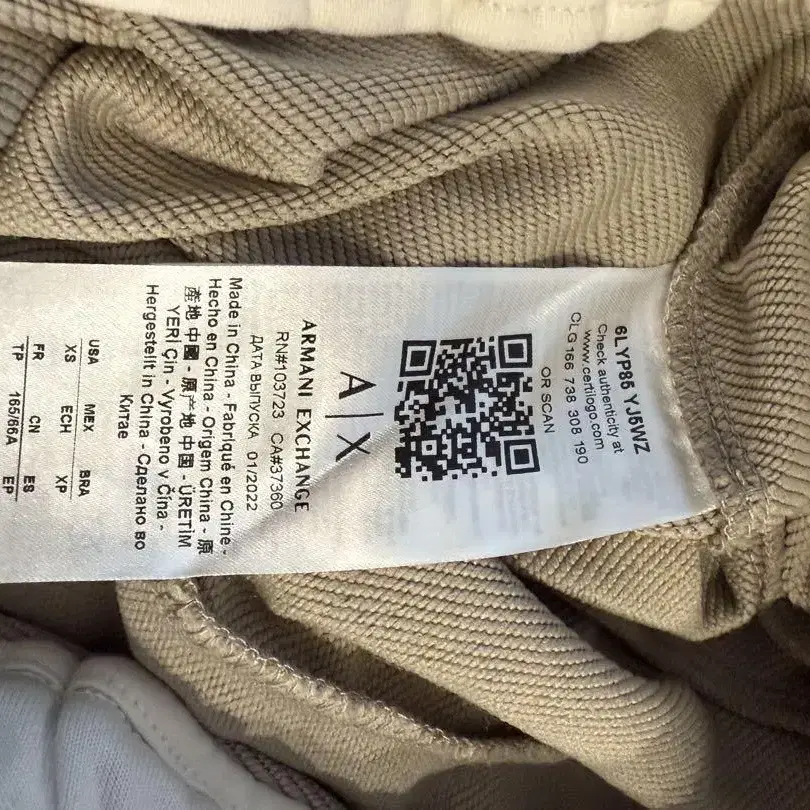 6LYP85 YJ5WZ
Check authenticity at
www.certilogo.com
CLG 166 738 308 190
OR SCAN
A|X
ARMANI EXCHANGE
RN#103723 CA#37360
ДАТА ВЫПУСКА 01/2022
Made in China - Fabriqué en Chine -
Hecho en China - Origem China - 原
産地 中國 - 原产地 中国 - ÜRETİM
YERİ Çin - Vyrobeno v Čína -
Hergestellt in China - Сделано во
Китае
USA MEX BRA
XS ECH XP
FR CN ES
TP 165/66A EP